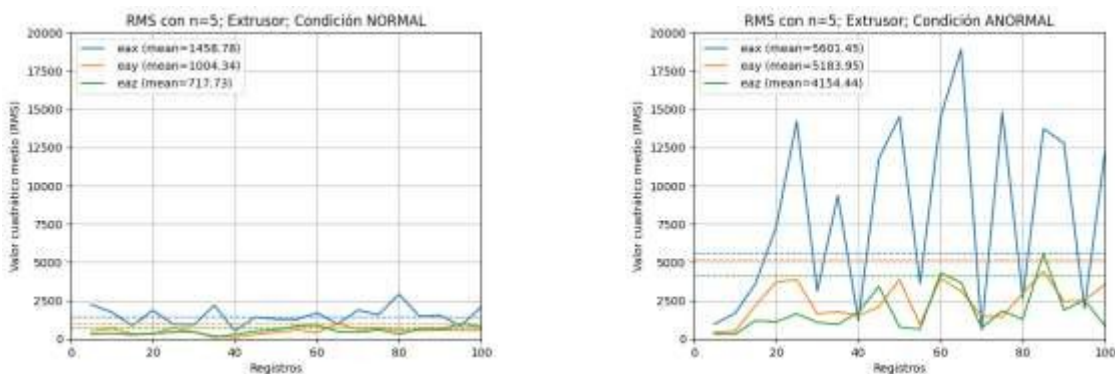 RMS con n=5; Extrusor; Condición NORMAL
20000
17500
15000
12500
10000
7500
5000
2500
0
Valor cuadrático medio (RMS)
eax (mean=1458.78)
eay (mean=1004.34)
eaz (mean=717.73)
0 20 40 60 80 100
Registros
RMS con n=5; Extrusor; Condición ANORMAL
20000
17500
15000
12500
10000
7500
5000
2500
0
Valor cuadrático medio (RMS)
eax (mean=5601.45)
eay (mean=5183.95)
eaz (mean=4154.44)
0 20 40 60 80 100
Registros